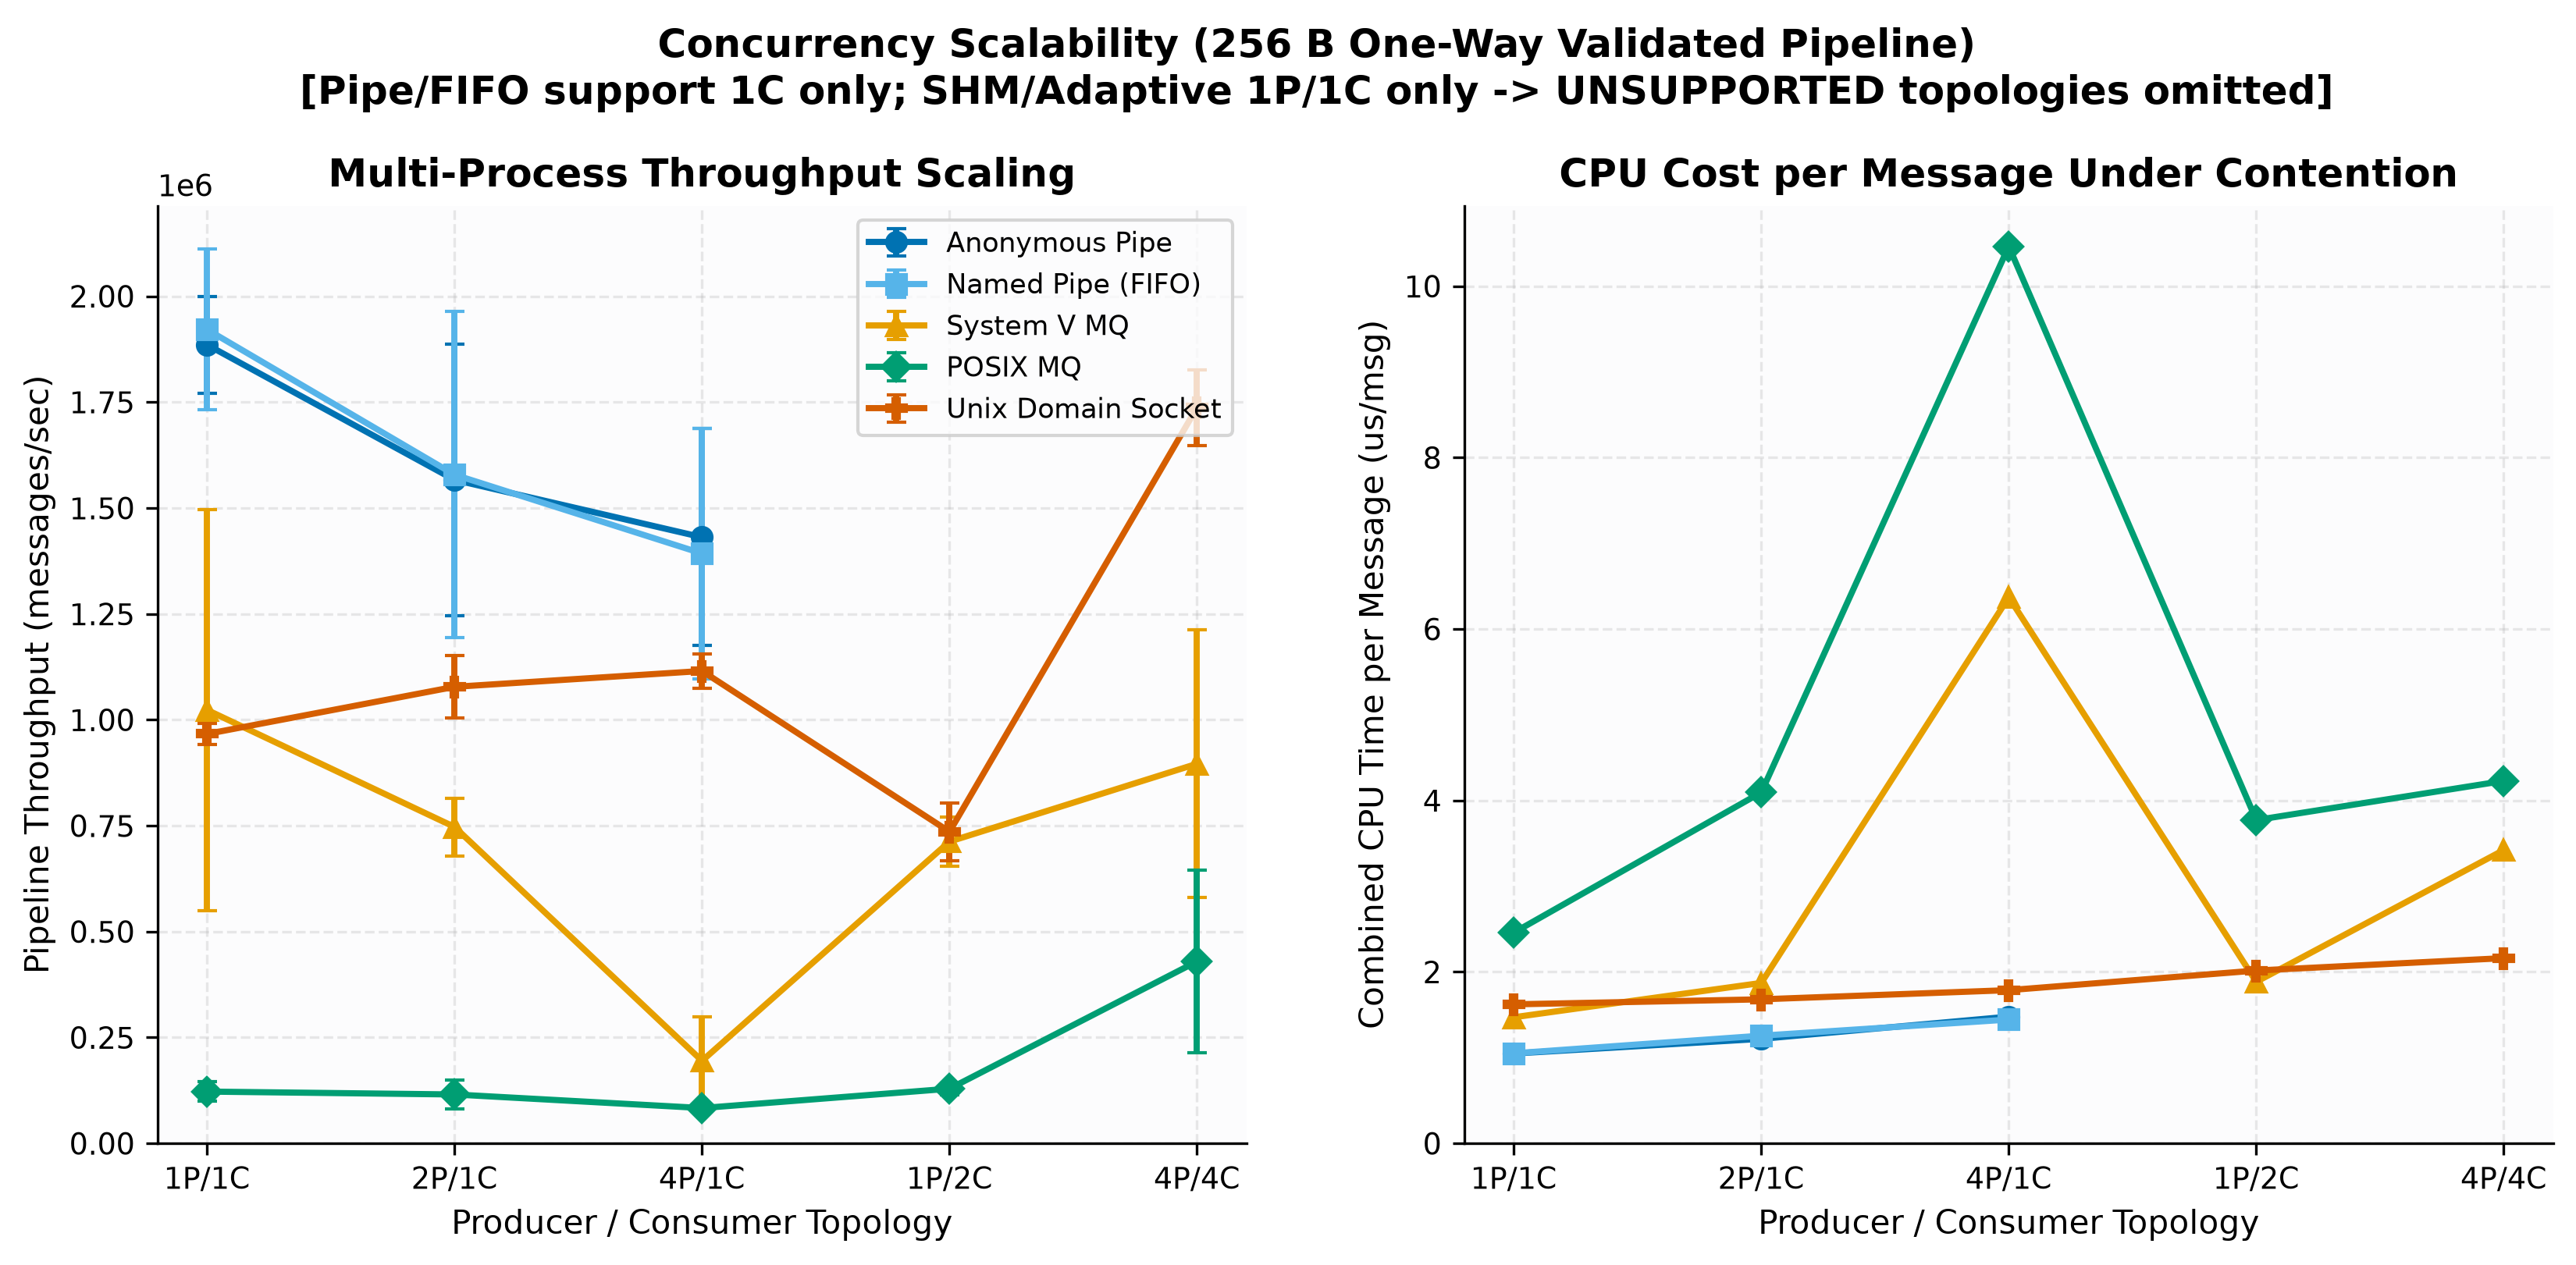 Concurrency Scalability (256 B One-Way Validated Pipeline)
[Pipe/FIFO support 1C only; SHM/Adaptive 1P/1C only -> UNSUPPORTED topologies omitted]
Multi-Process Throughput Scaling
1e6
Pipeline Throughput (messages/sec)
2.00
1.75
1.50
1.25
1.00
0.75
0.50
0.25
0.00
Anonymous Pipe
Named Pipe (FIFO)
System V MQ
POSIX MQ
Unix Domain Socket
1P/1C
2P/1C
4P/1C
1P/2C
4P/4C
Producer / Consumer Topology
CPU Cost per Message Under Contention
Combined CPU Time per Message (us/msg)
10
8
6
4
2
0
1P/1C
2P/1C
4P/1C
1P/2C
4P/4C
Producer / Consumer Topology